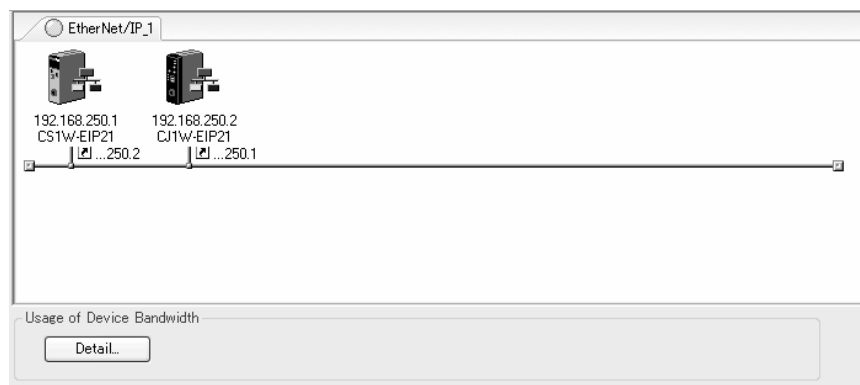 EtherNet/IP_1
192.168.250.1
CS1W-EIP21
192.168.250.2
CJ1W-EIP21
...250.2
...250.1
Usage of Device Bandwidth
Detail...